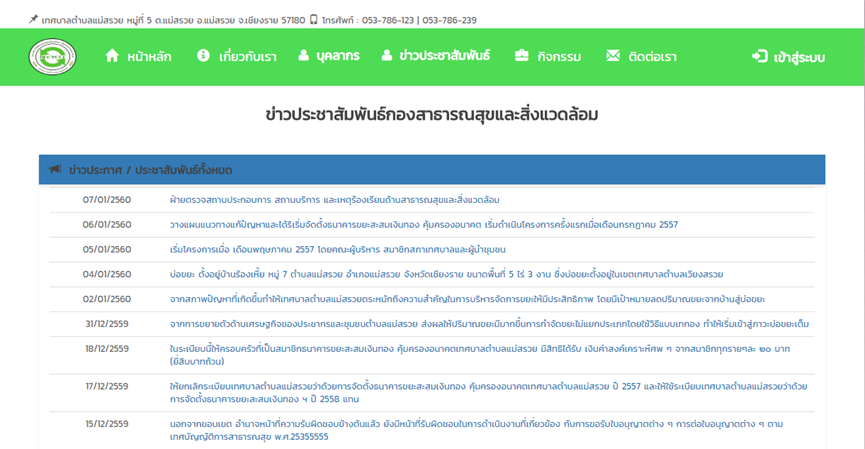 เทศบาลตำบลแม่สรวย หมู่ที่ 5 ต.แม่สรวย อ.แม่สรวย จ.เชียงราย 57180 โทรศัพท์ : 053-786-123 | 053-786-239
หน้าหลัก เกี่ยวกับเรา บุคลากร ข่าวประชาสัมพันธ์ กิจกรรม ติดต่อเรา เข้าสู่ระบบ
ข่าวประชาสัมพันธ์กองสาธารณสุขและสิ่งแวดล้อม
ข่าวประกาศ / ประชาสัมพันธ์ทั้งหมด
07/01/2560 ฝ่ายตรวจสถานประกอบการ สถานบริการ และเหตุร้องเรียนด้านสาธารณสุขและสิ่งแวดล้อม
06/01/2560 วางแผนแนวทางแก้ปัญหาและได้ริเริ่มจัดตั้งธนาคารขยะสะสมเงินทอง คุ้มครองอนาคต เริ่มดำเนินโครงการครั้งแรกเมื่อเดือนกรกฎาคม 2557
05/01/2560 เริ่มโครงการเมื่อ เดือนพฤษภาคม 2557 โดยคณะผู้บริหาร สมาชิกสภาเทศบาลและผู้นำชุมชน
04/01/2560 บ่อขยะ ตั้งอยู่บ้านร้องเหี้ย หมู่ 7 ตำบลแม่สรวย อำเภอแม่สรวย จังหวัดเชียงราย ขนาดพื้นที่ 5 ไร่ 3 งาน ซึ่งบ่อขยะตั้งอยู่ในเขตเทศบาลตำบลเวียงสรวย
02/01/2560 จากสภาพปัญหาที่เกิดขึ้นทำให้เทศบาลตำบลแม่สรวยตระหนักถึงความสำคัญในการบริหารจัดการขยะให้มีประสิทธิภาพ โดยมีเป้าหมายลดปริมาณขยะจากบ้านสู่บ่อขยะ
31/12/2559 จากการขยายตัวด้านเศรษฐกิจของประชากรและชุมชนตำบลแม่สรวย ส่งผลให้ปริมาณขยะมีมากขึ้นการกำจัดขยะไม่แยกประเภทโดยใช้วิธีแบบเทกอง ทำให้เริ่มเข้าสู่ภาวะบ่อขยะเต็ม
18/12/2559 ในระเบียบนี้ให้ครอบครัวที่เป็นสมาชิกธนาคารขยะสะสมเงินทอง คุ้มครองอนาคตเทศบาลตำบลแม่สรวย มีสิทธิได้รับ เงินค่าสงค์เคราะห์ศพ ๆ จากสมาชิกทุกรายๆละ ๒๐ บาท
(ยี่สิบบาทถ้วน)
17/12/2559 ให้ยกเลิกระเบียบเทศบาลตำบลแม่สรวยว่าด้วยการจัดตั้งธนาคารขยะสะสมเงินทอง คุ้มครองอนาคตเทศบาลตำบลแม่สรวย ปี 2557 และให้ใช้ระเบียบเทศบาลตำบลแม่สรวยว่าด้วย
การจัดตั้งธนาคารขยะสะสมเงินทอง ฯ ปี 2558 แทน
15/12/2559 นอกจากขอบเขต อำนาจหน้าที่ความรับผิดชอบข้างต้นแล้ว ยังมีหน้าที่รับผิดชอบในการดำเนินงานที่เกี่ยวข้อง กับการขอรับใบอนุญาตต่าง ๆ การต่อใบอนุญาตต่าง ๆ ตาม
เทศบัญญัติการสาธารณสุข พ.ศ.25355555